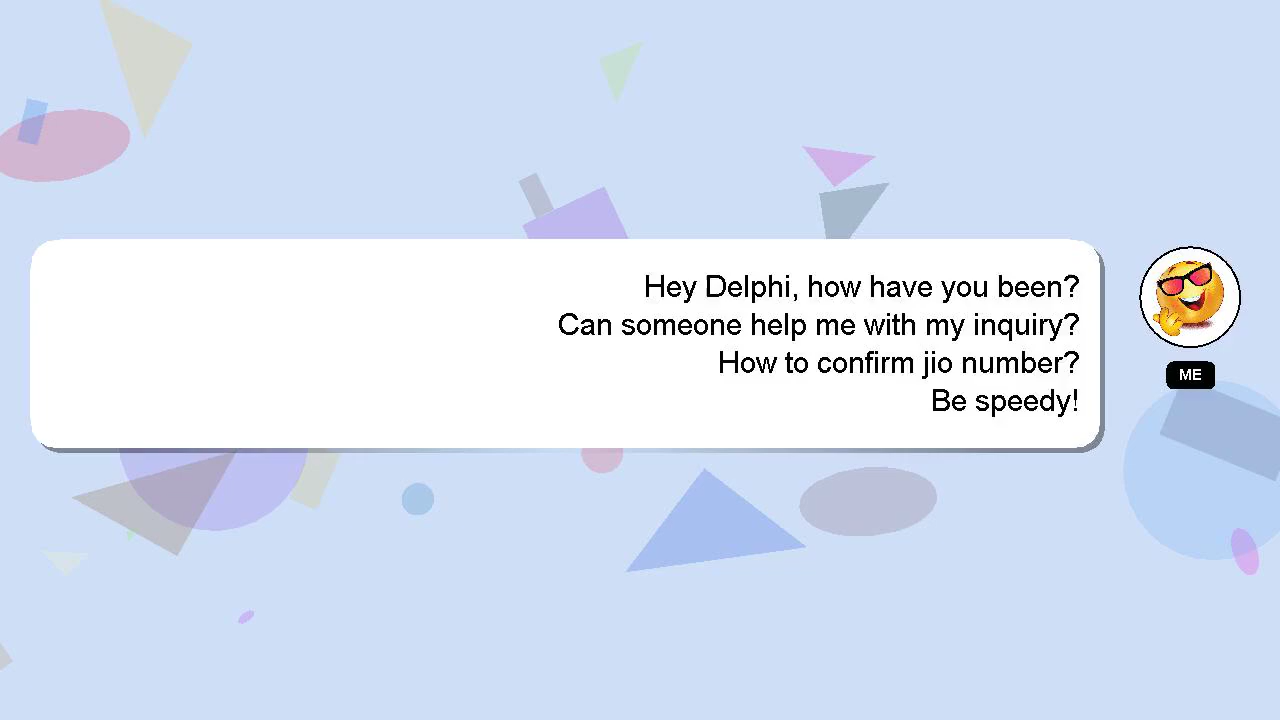 Hey Delphi, how have you been?
Can someone help me with my inquiry?
How to confirm jio number?
Be speedy!
ME